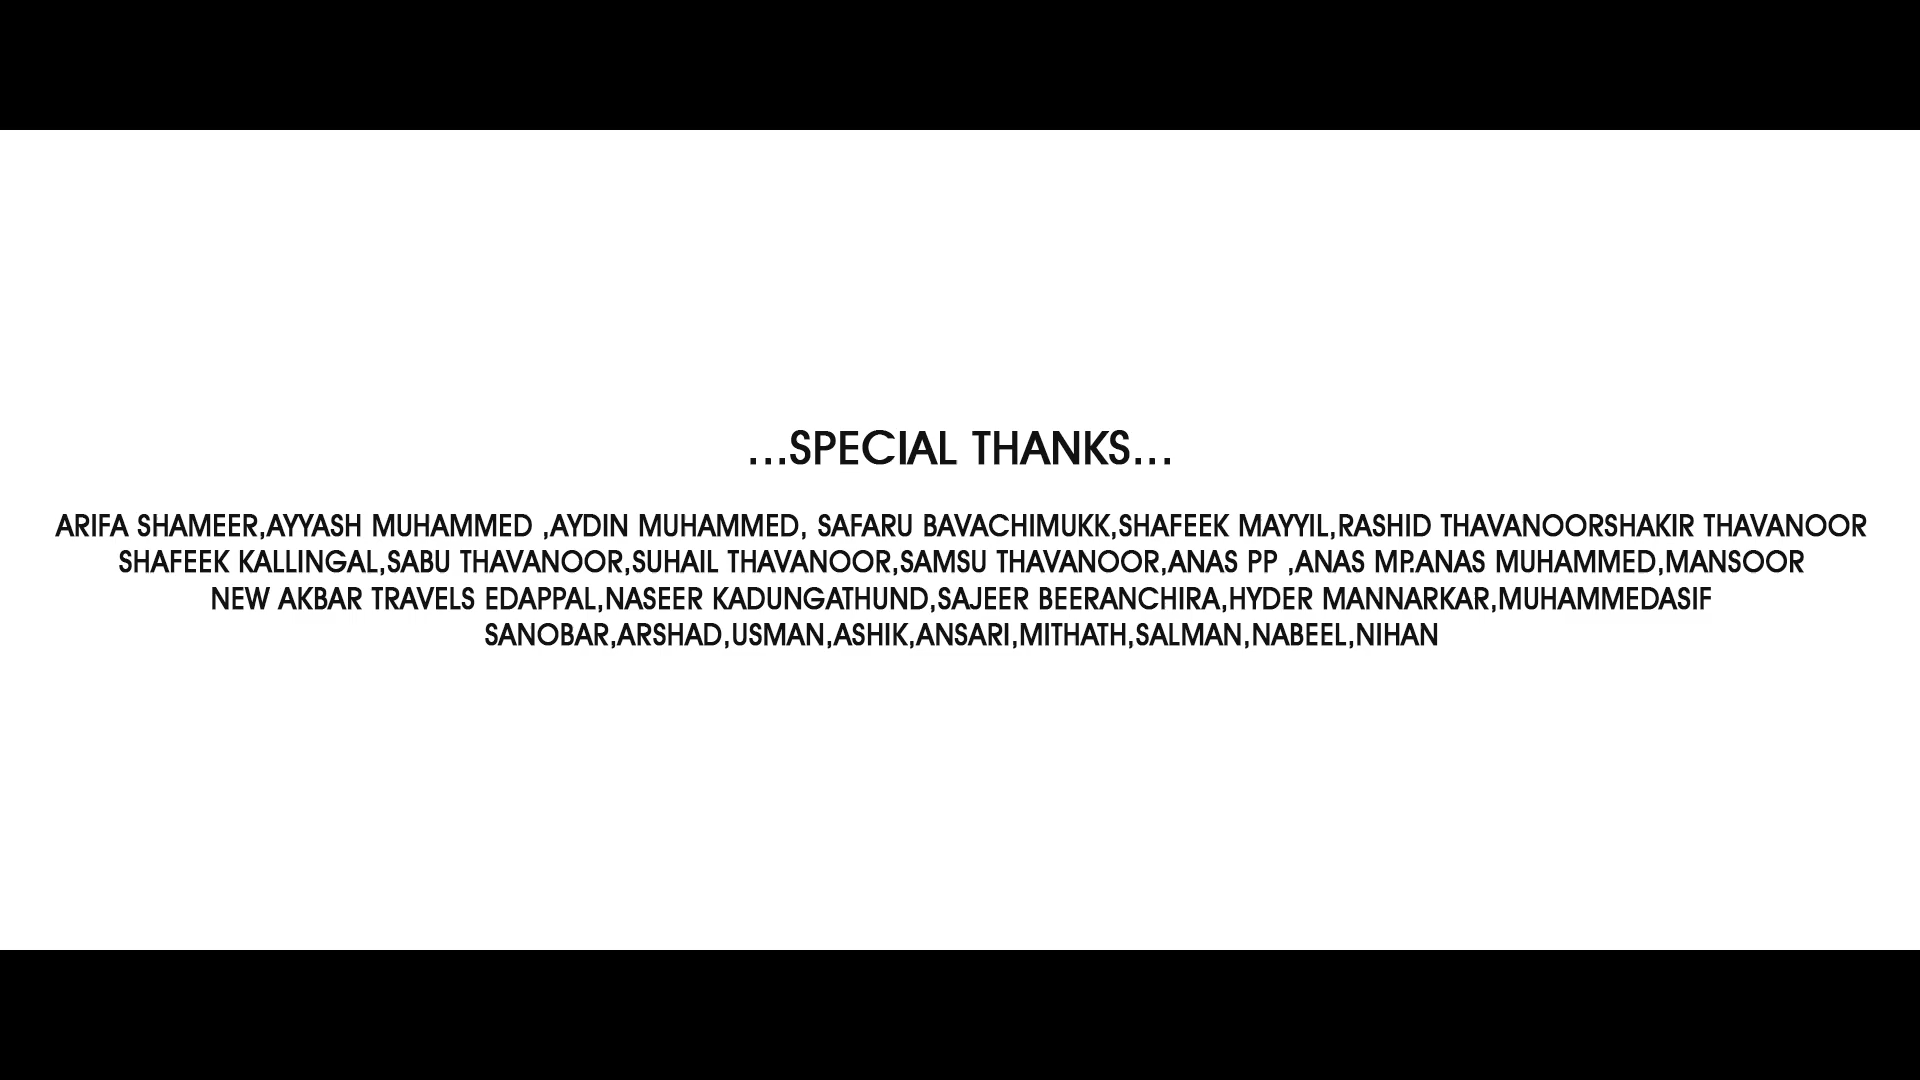 ...SPECIAL THANKS...
ARIFA SHAMEER,AYYASH MUHAMMED ,AYDIN MUHAMMED, SAFARU BAVACHIMUKK,SHAFEEK MAYYIL,RASHID THAVANOORSHAKIR THAVANOOR
SHAFEEK KALLINGAL,SABU THAVANOOR,SUHAIL THAVANOOR,SAMSU THAVANOOR,ANAS PP ,ANAS MP.ANAS MUHAMMED,MANSOOR
NEW AKBAR TRAVELS EDAPPAL,NASEER KADUNGATHUND,SAJEER BEERANCHIRA,HYDER MANNARKAR,MUHAMMEDASIF
SANOBAR,ARSHAD,USMAN,ASHIK,ANSARI,MITHATH,SALMAN,NABEEL,NIHAN